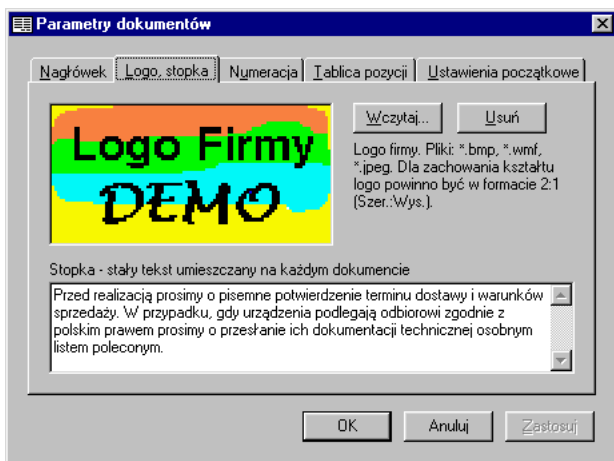 Parametry dokumentów
Nagłówek Logo, stopka Numeracja Tablica pozycji Ustawienia początkowe
Logo Firmy
DEMO
Wczytaj... Usuń
Logo firmy. Pliki: *.bmp, *.wmf,
*.jpeg. Dla zachowania kształtu
logo powinno być w formacie 2:1
(Szer.:Wys.).
Stopka - stały tekst umieszczany na każdym dokumencie
Przed realizacją prosimy o pisemne potwierdzenie terminu dostawy i warunków
sprzedaży. W przypadku, gdy urządzenia podlegają odbiorowi zgodnie z
polskim prawem prosimy o przesłanie ich dokumentacji technicznej osobnym
listem poleconym.
OK Anuluj Zastosuj